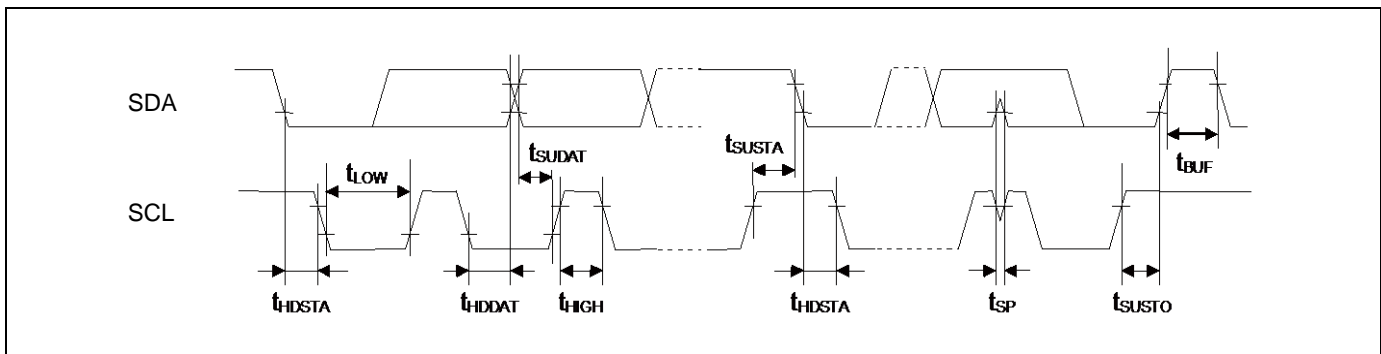 SDA
tSUDAT
tSUSTA
tBUF
tLOW
SCL
tHDSTA
tHDDAT
tHIGH
tHDSTA
tSP
tSUSTO